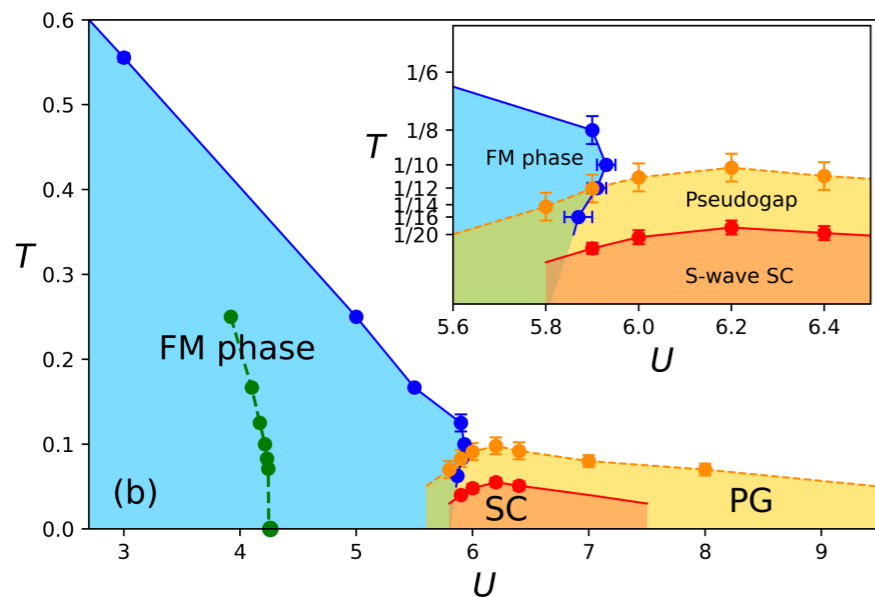 0.6
0.5
0.4
0.3
0.2
0.1
0.0
T
3
4
5
6
7
8
9
U
FM phase
(b)
SC
PG
1/6
1/8
1/10
1/12
1/14
1/16
1/20
T
FM phase
Pseudogap
S-wave SC
5.6
5.8
6.0
6.2
6.4
U